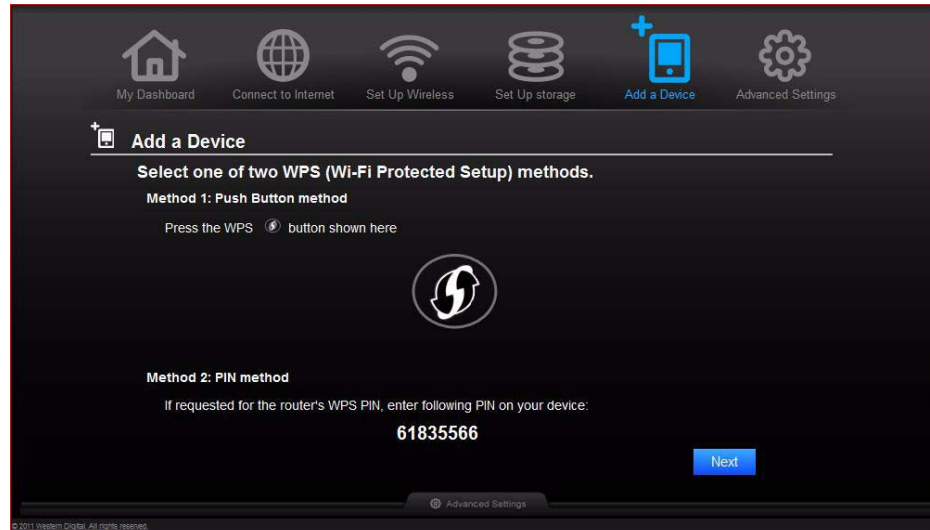 My Dashboard Connect to Internet Set Up Wireless Set Up storage Add a Device Advanced Settings
Add a Device
Select one of two WPS (Wi-Fi Protected Setup) methods.
Method 1: Push Button method
Press the WPS button shown here
Method 2: PIN method
If requested for the router's WPS PIN, enter following PIN on your device:
61835566
Next
Advanced Settings
© 2011 Western Digital. All rights reserved.